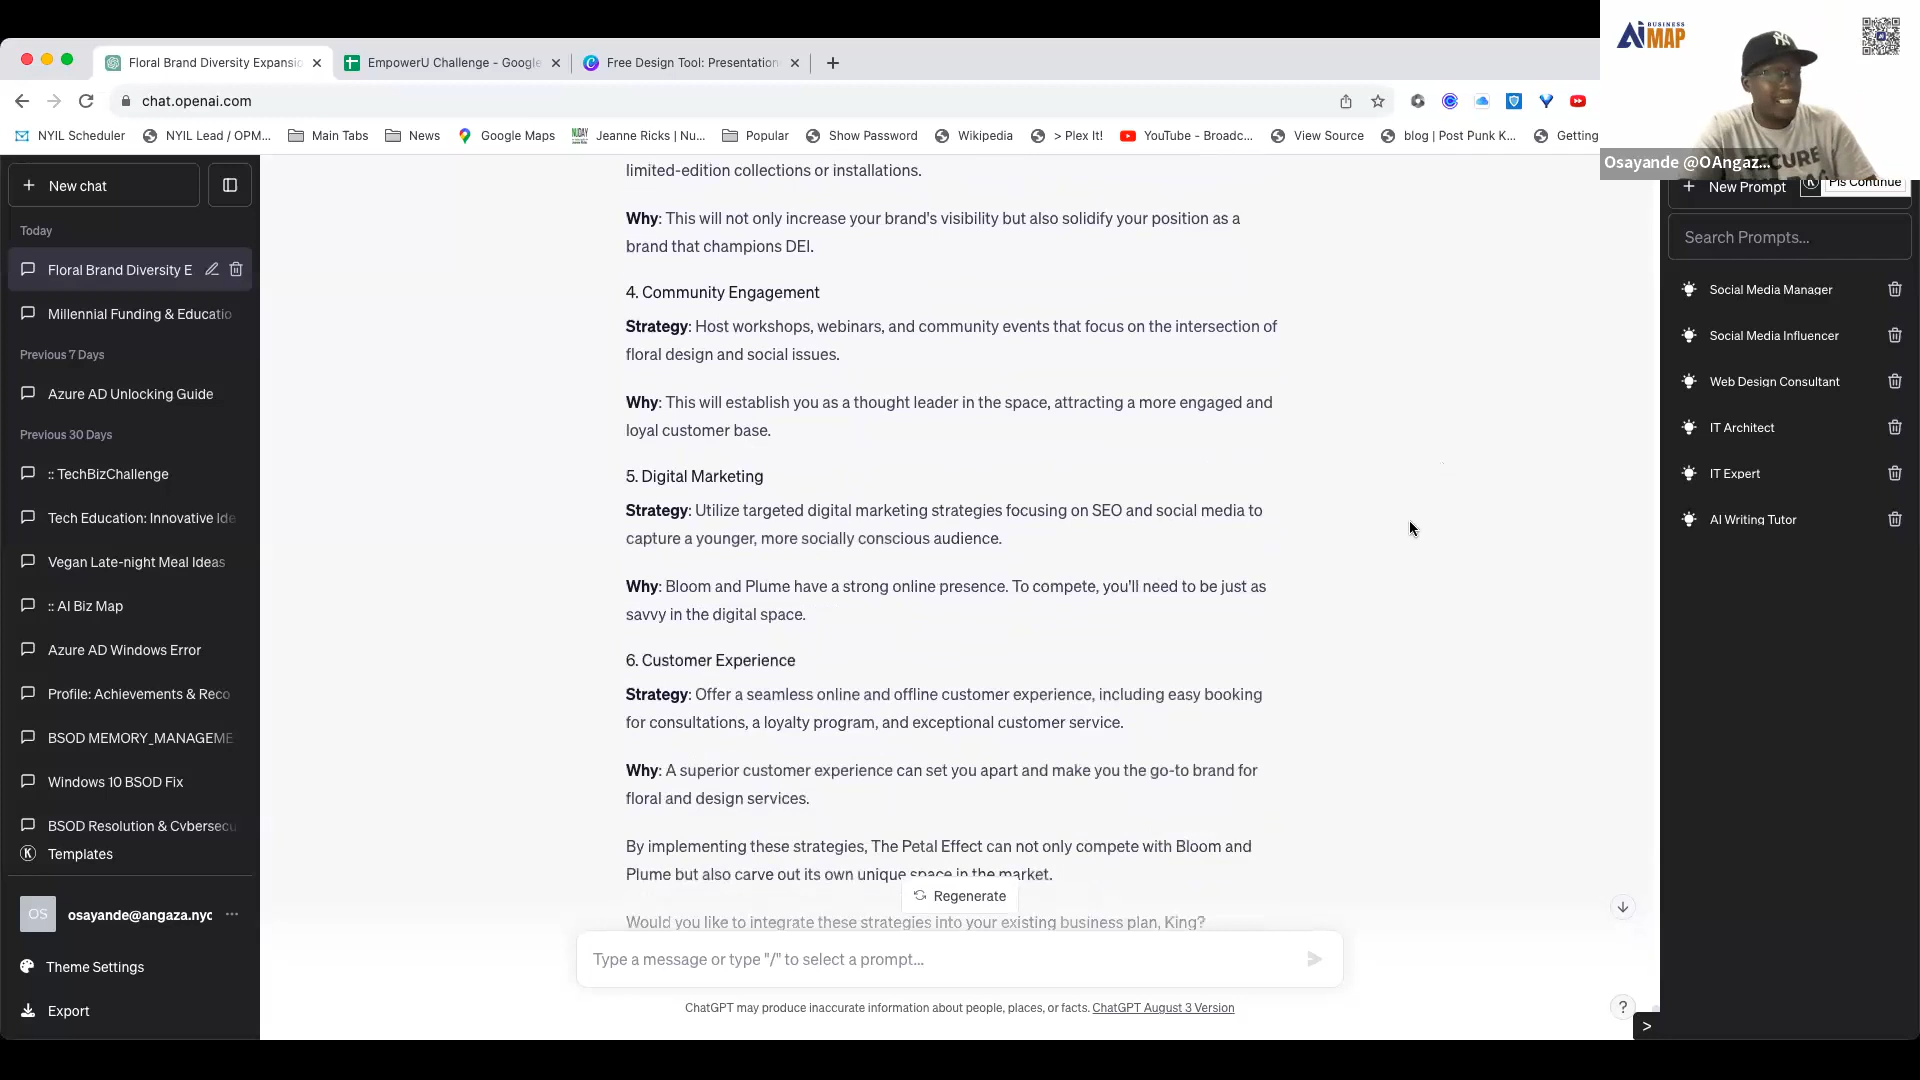 Floral Brand Diversity Expansio
EmpowerU Challenge - Google
Free Design Tool: Presentation
chat.openai.com
NYIL Scheduler
NYIL Lead / OPM...
Main Tabs
News
Google Maps
Jeanne Ricks | Nu...
Popular
Show Password
Wikipedia
> Plex It!
YouTube - Broadc...
View Source
blog | Post Punk K...
Getting
BUSINESS
Ai MAP
SECURE
Osayande @OAngaz...
New chat
Today
Floral Brand Diversity E
Millennial Funding & Educatio
Previous 7 Days
Azure AD Unlocking Guide
Previous 30 Days
:: TechBizChallenge
Tech Education: Innovative Ide
Vegan Late-night Meal Ideas
:: AI Biz Map
Azure AD Windows Error
Profile: Achievements & Reco
BSOD MEMORY_MANAGEME
Windows 10 BSOD Fix
BSOD Resolution & Cybersecu
Templates
OS
osayande@angaza.nyc
Theme Settings
Export
limited-edition collections or installations.
Why: This will not only increase your brand's visibility but also solidify your position as a
brand that champions DEI.
4. Community Engagement
Strategy: Host workshops, webinars, and community events that focus on the intersection of
floral design and social issues.
Why: This will establish you as a thought leader in the space, attracting a more engaged and
loyal customer base.
5. Digital Marketing
Strategy: Utilize targeted digital marketing strategies focusing on SEO and social media to
capture a younger, more socially conscious audience.
Why: Bloom and Plume have a strong online presence. To compete, you'll need to be just as
savvy in the digital space.
6. Customer Experience
Strategy: Offer a seamless online and offline customer experience, including easy booking
for consultations, a loyalty program, and exceptional customer service.
Why: A superior customer experience can set you apart and make you the go-to brand for
floral and design services.
By implementing these strategies, The Petal Effect can not only compete with Bloom and
Plume but also carve out its own unique space in the market.
Regenerate
Would you like to integrate these strategies into your existing business plan, King?
Type a message or type "/" to select a prompt...
ChatGPT may produce inaccurate information about people, places, or facts. ChatGPT August 3 Version
?
>
New Prompt
Pls Continue
Search Prompts...
Social Media Manager
Social Media Influencer
Web Design Consultant
IT Architect
IT Expert
AI Writing Tutor